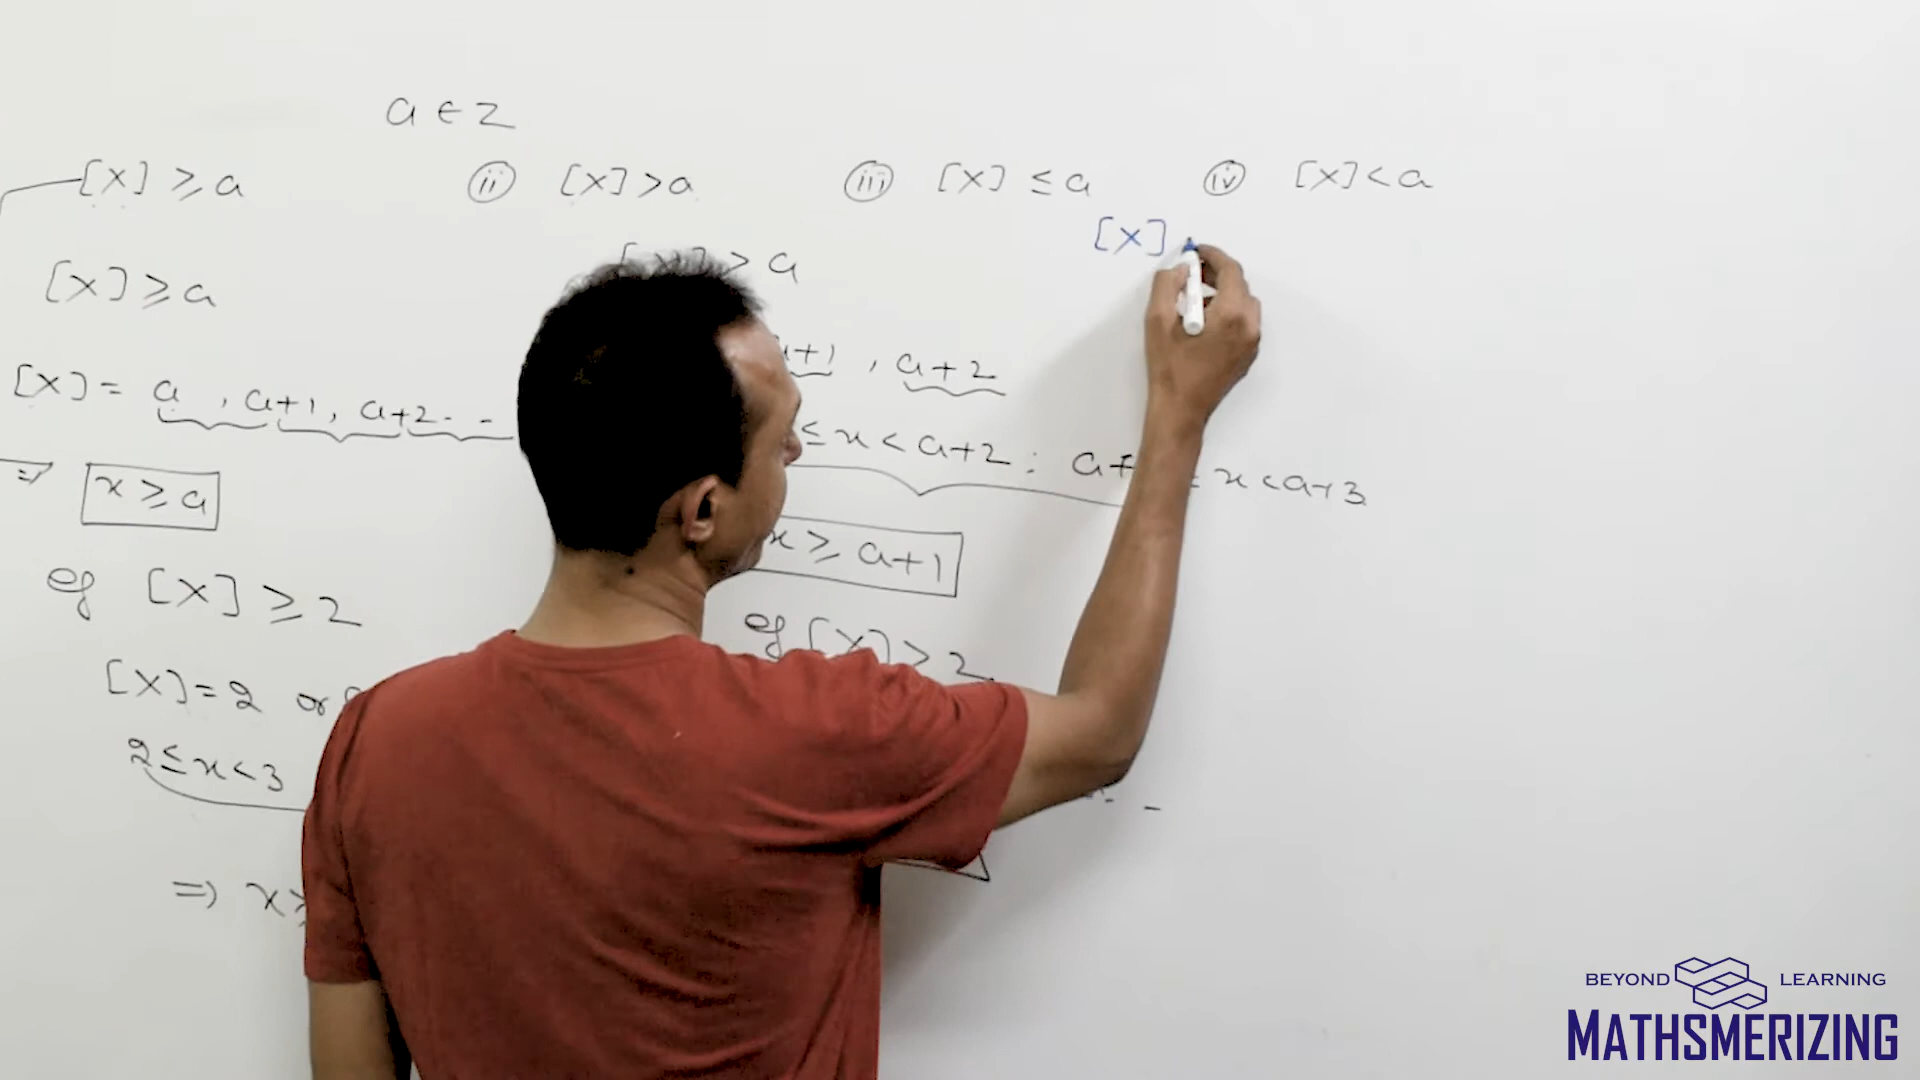 a ∈ Z
[x] ≥ a (ii) [x] > a (iii) [x] ≤ a (iv) [x] < a
[x]
[x] ≥ a > a
[x] = a , a+1, a+2- - +1 , a+2
≤ x < a+2 : a+ x < a+3
⇒ x ≥ a
x ≥ a+1
eg [x] ≥ 2
eg [x] > 2
[x] = 2 or
2 ≤ x < 3
⇒ x ≥
BEYOND LEARNING
MATHSMERIZING